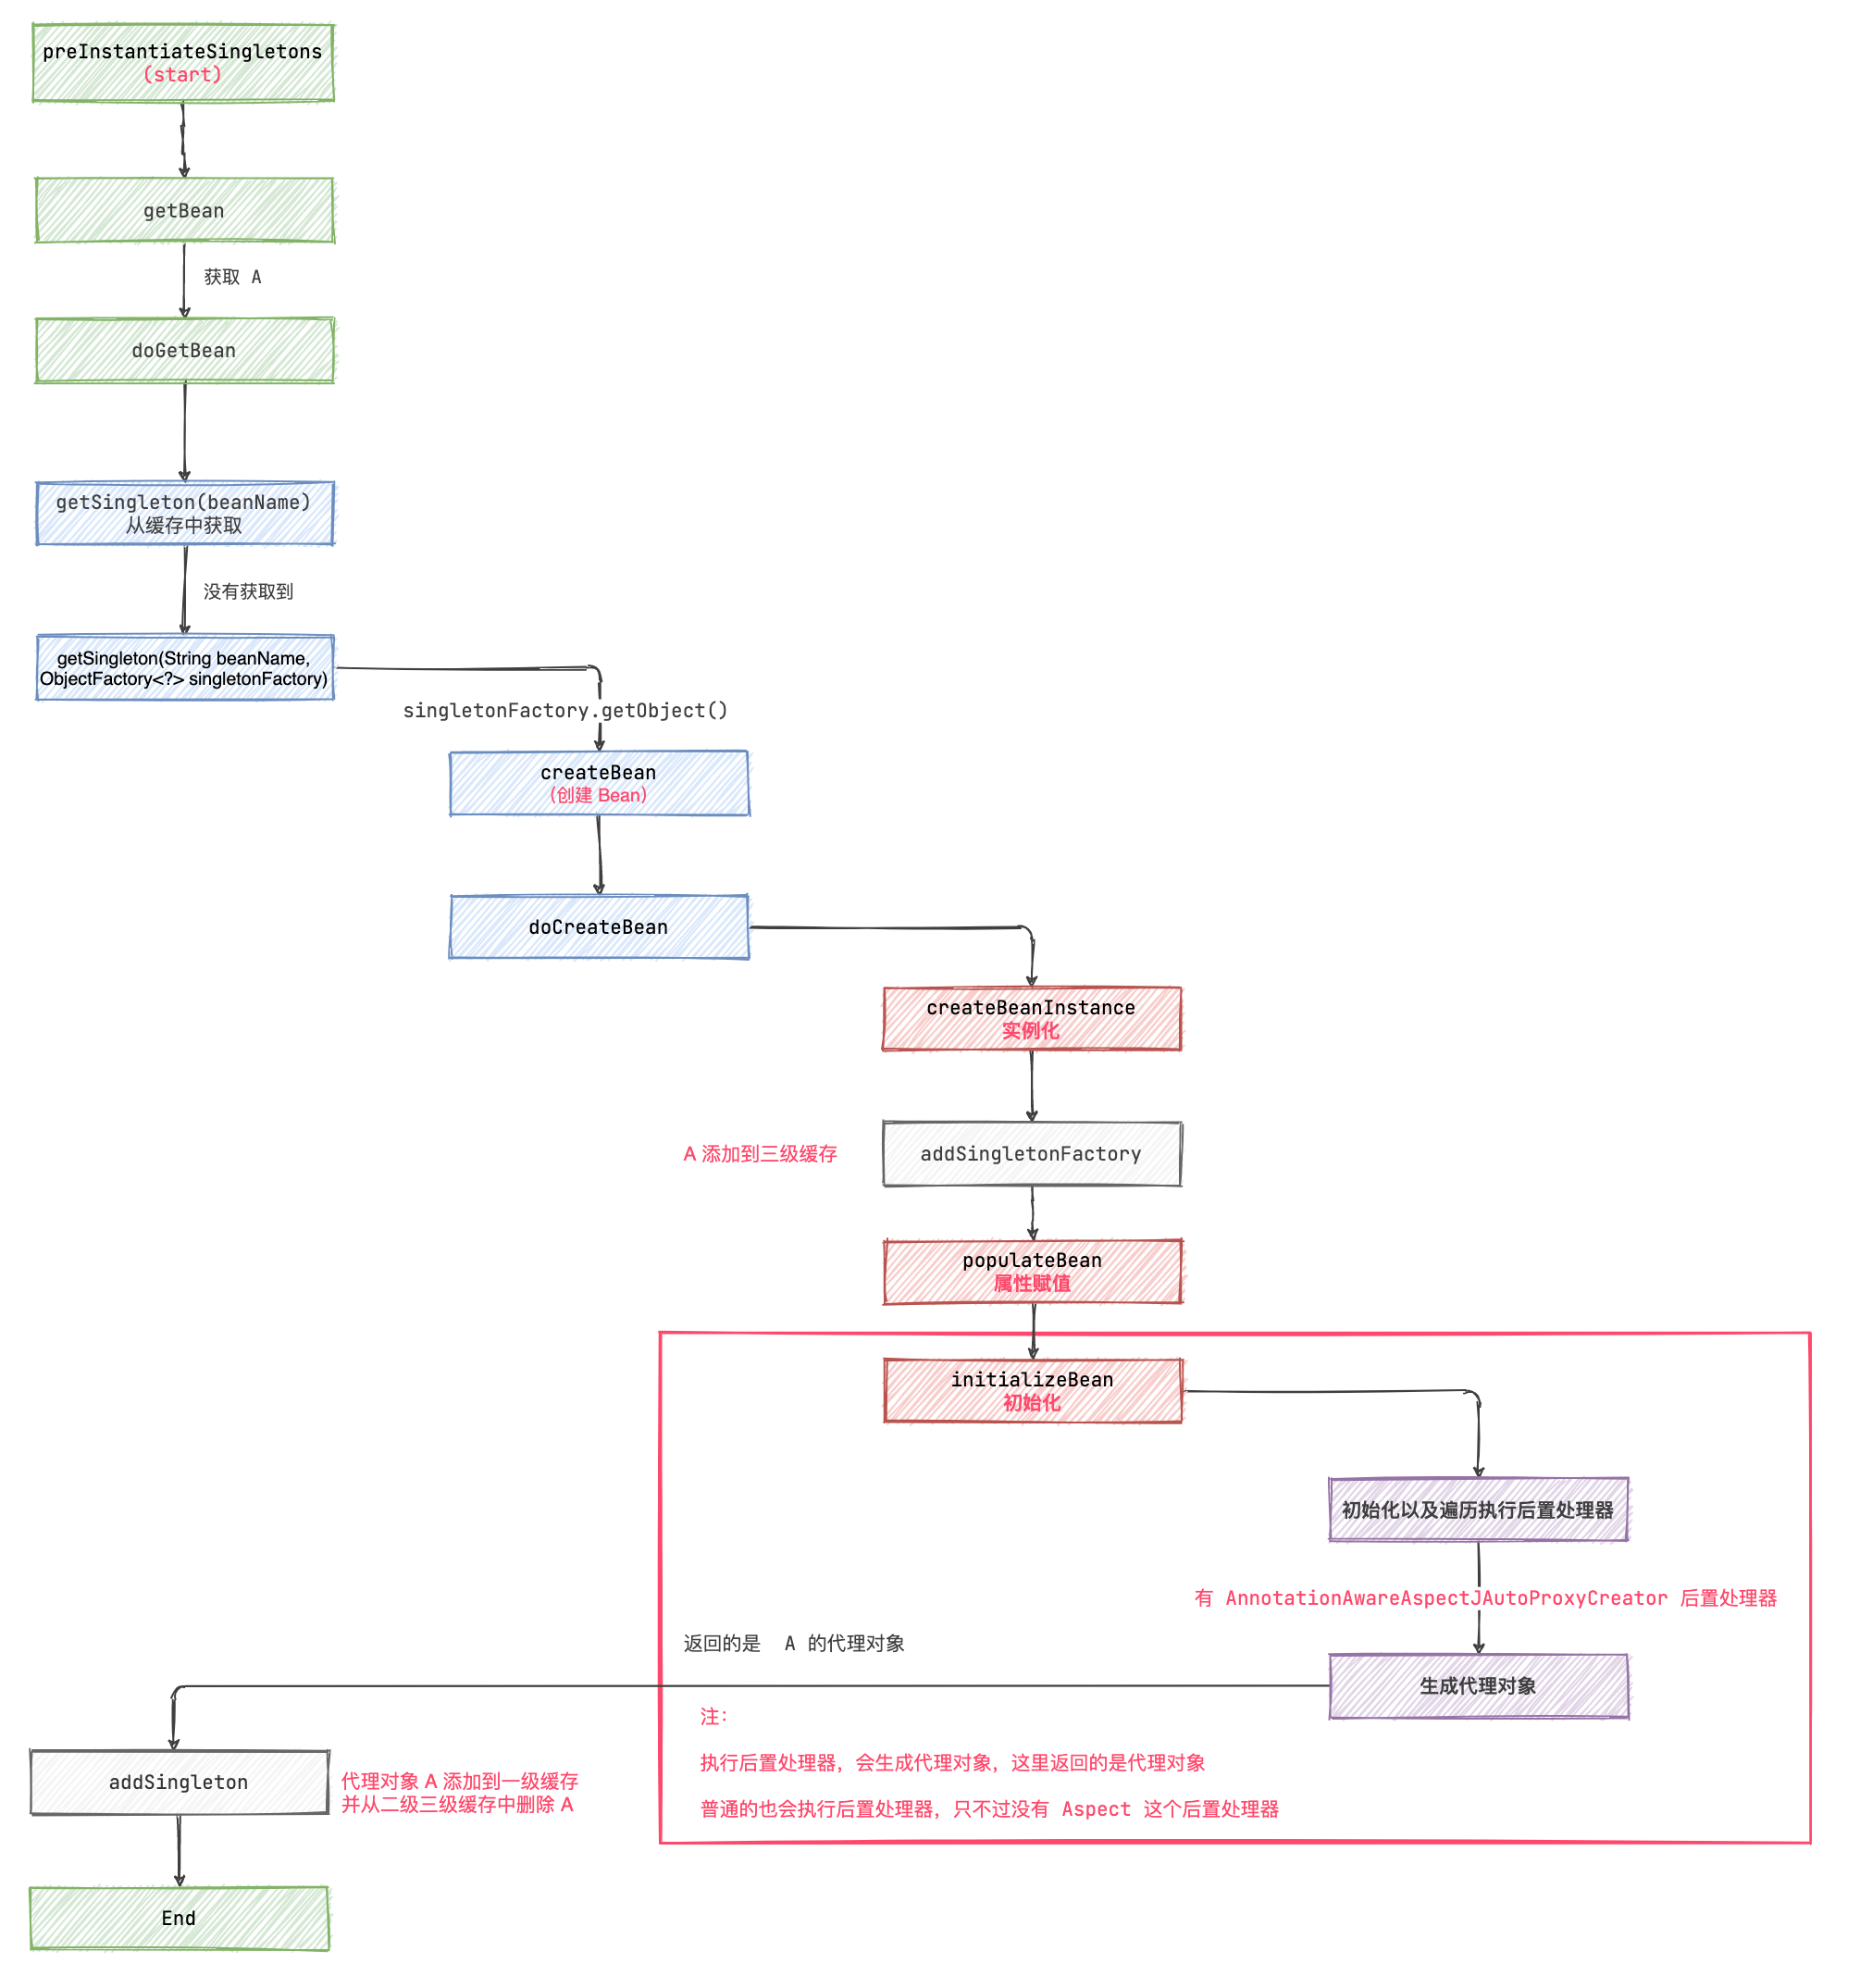 preInstantiateSingletons
(start)
getBean
获取 A
doGetBean
getSingleton(beanName)
从缓存中获取
没有获取到
getSingleton(String beanName,
ObjectFactory<?> singletonFactory)
singletonFactory.getObject()
createBean
（创建 Bean）
doCreateBean
createBeanInstance
实例化
A 添加到三级缓存
addSingletonFactory
populateBean
属性赋值
initializeBean
初始化
初始化以及遍历执行后置处理器
有 AnnotationAwareAspectJAutoProxyCreator 后置处理器
返回的是 A 的代理对象
生成代理对象
注：
执行后置处理器，会生成代理对象，这里返回的是代理对象
普通的也会执行后置处理器，只不过没有 Aspect 这个后置处理器
addSingleton
代理对象 A 添加到一级缓存
并从二级三级缓存中删除 A
End